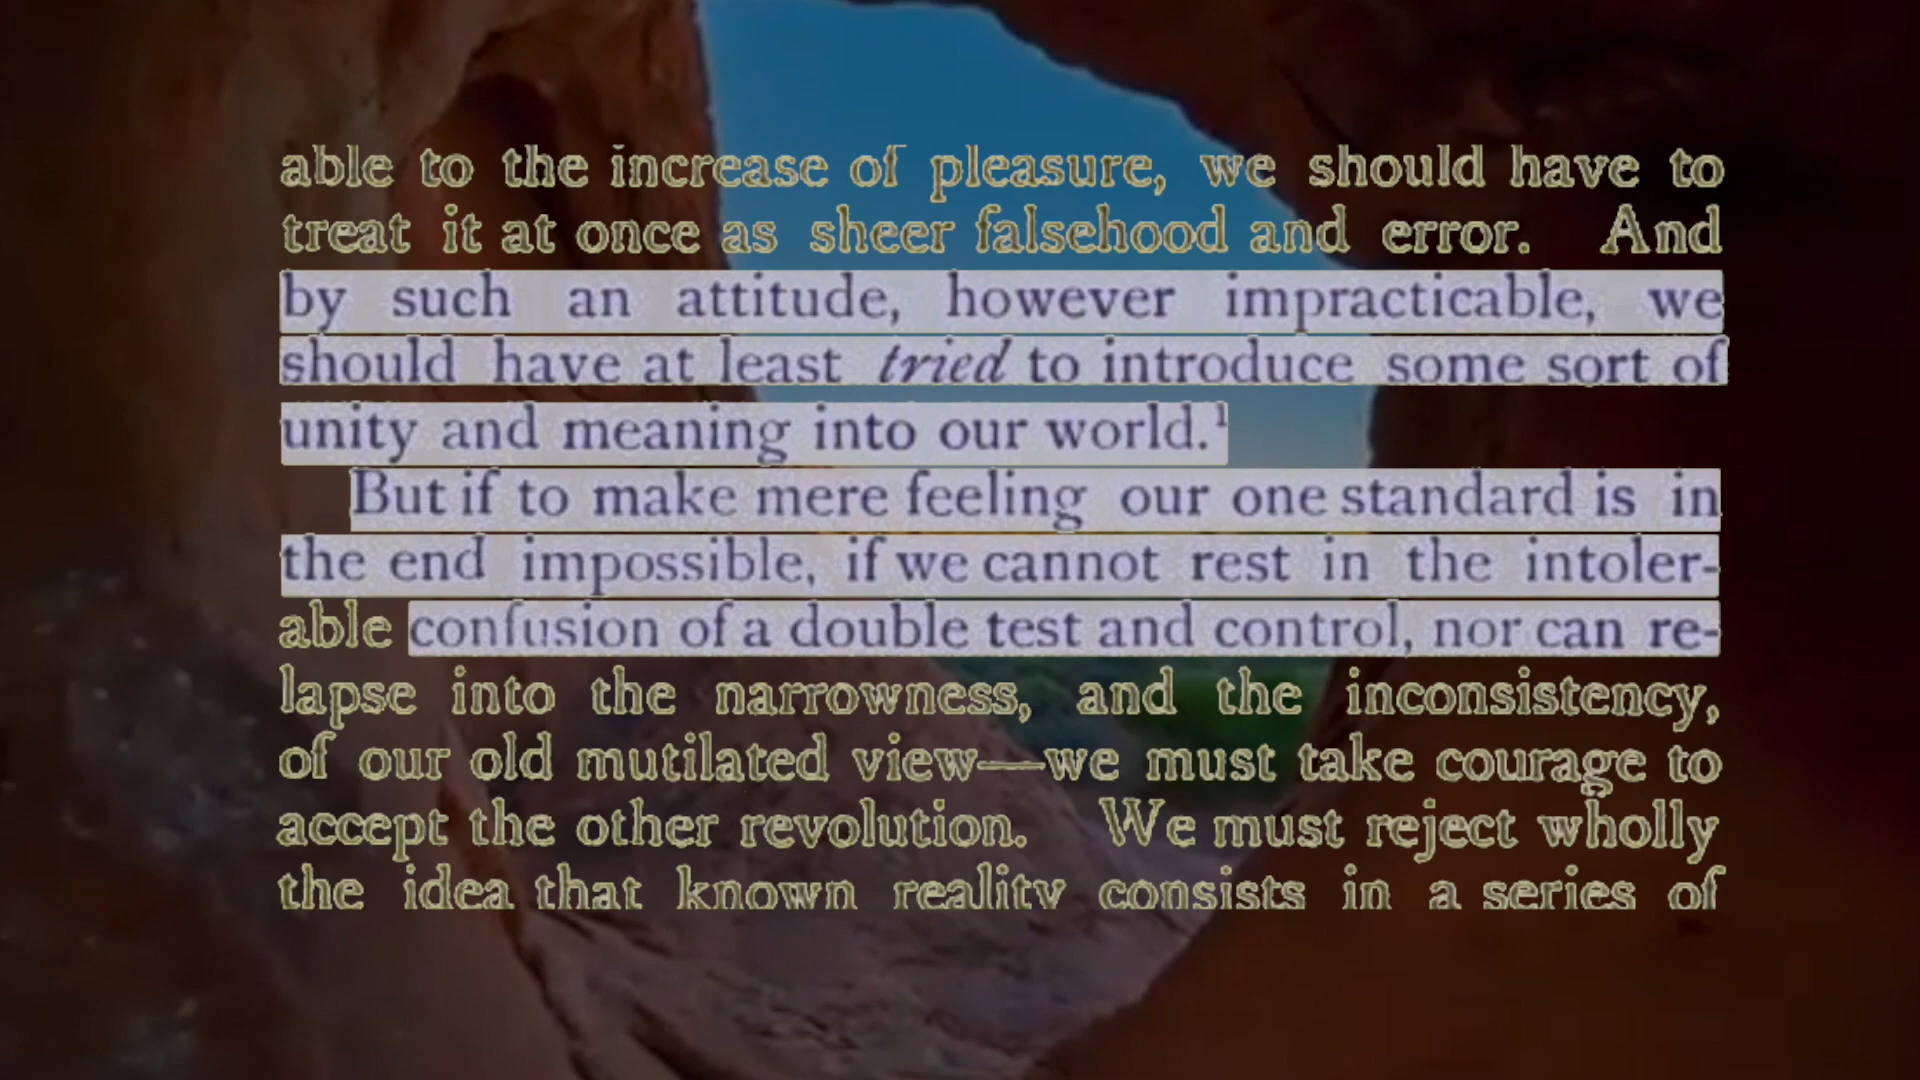 able to the increase of pleasure, we should have to
treat it at once as sheer falsehood and error. And
by such an attitude, however impracticable, we
should have at least tried to introduce some sort of
unity and meaning into our world.¹
But if to make mere feeling our one standard is in
the end impossible, if we cannot rest in the intoler-
able confusion of a double test and control, nor can re-
lapse into the narrowness, and the inconsistency,
of our old mutilated view—we must take courage to
accept the other revolution. We must reject wholly
the idea that known reality consists in a series of